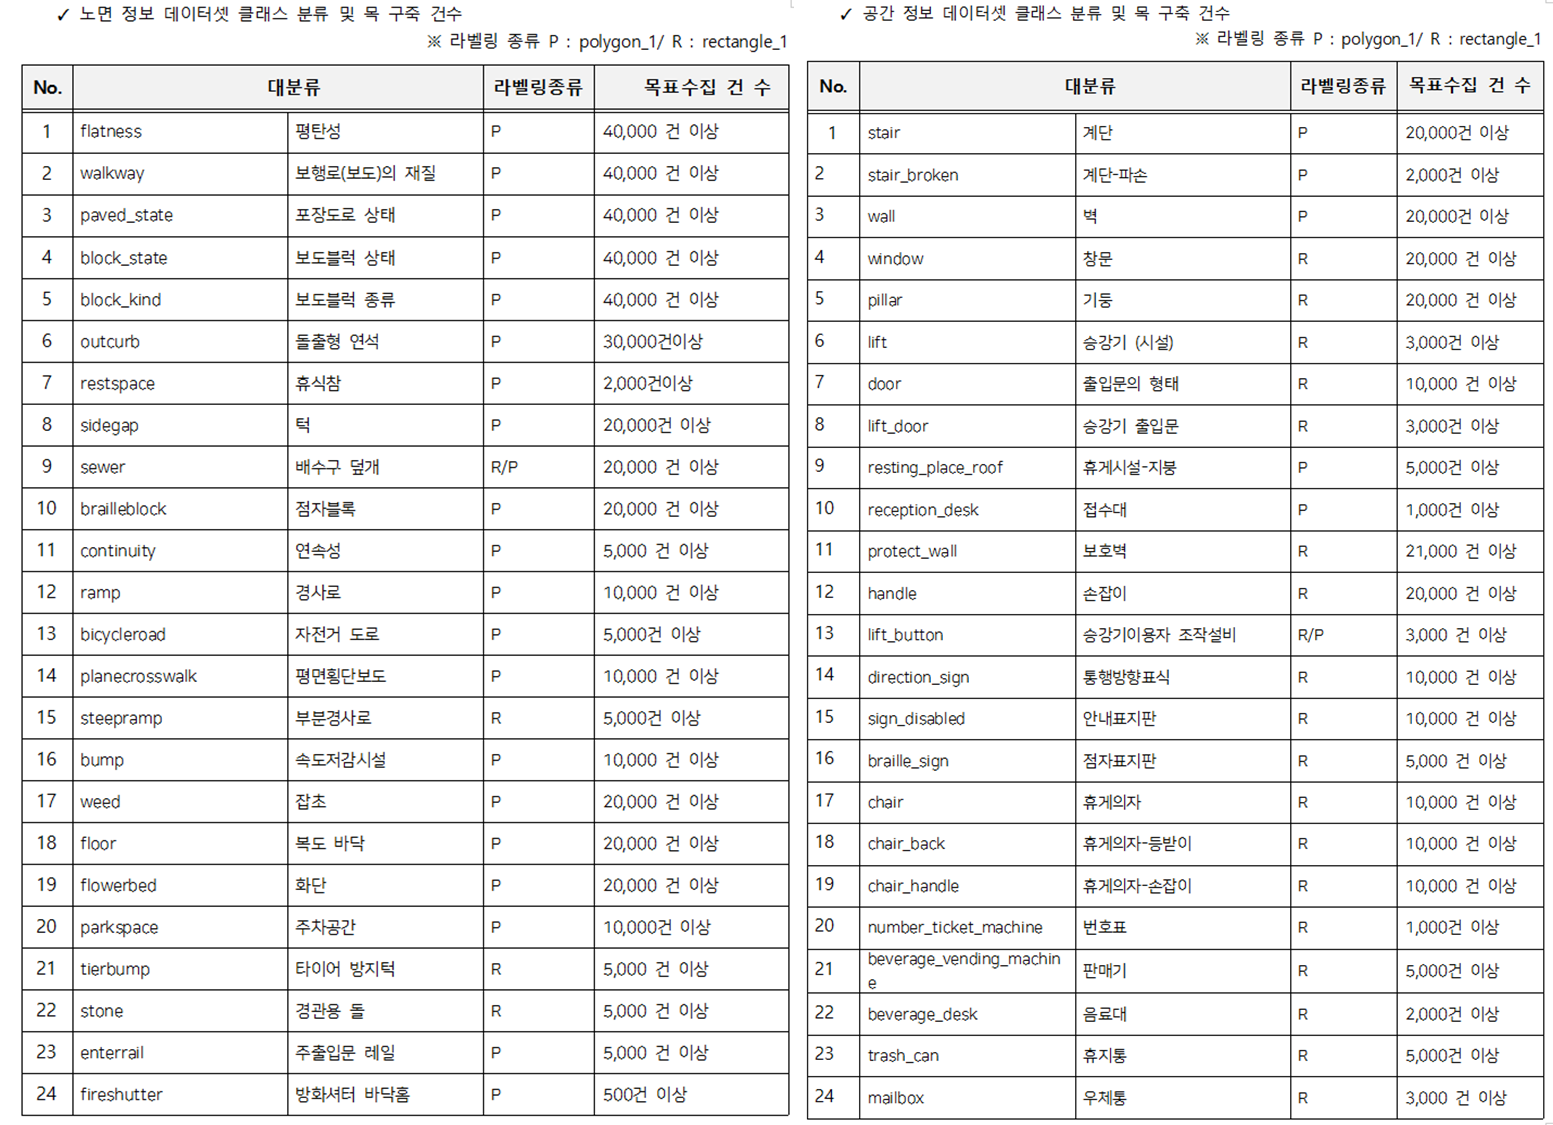 ✓ 노면 정보 데이터셋 클래스 분류 및 목 구축 건수
※ 라벨링 종류 P : polygon_1/ R : rectangle_1
No. 대분류 라벨링종류 목표수집 건 수
1 flatness 평탄성 P 40,000 건 이상
2 walkway 보행로(보도)의 재질 P 40,000 건 이상
3 paved_state 포장도로 상태 P 40,000 건 이상
4 block_state 보도블럭 상태 P 40,000 건 이상
5 block_kind 보도블럭 종류 P 40,000 건 이상
6 outcurb 돌출형 연석 P 30,000건이상
7 restspace 휴식참 P 2,000건이상
8 sidegap 턱 P 20,000건 이상
9 sewer 배수구 덮개 R/P 20,000 건 이상
10 brailleblock 점자블록 P 20,000 건 이상
11 continuity 연속성 P 5,000 건 이상
12 ramp 경사로 P 10,000 건 이상
13 bicycleroad 자전거 도로 P 5,000건 이상
14 planecrosswalk 평면횡단보도 P 10,000 건 이상
15 steepramp 부분경사로 R 5,000건 이상
16 bump 속도저감시설 P 10,000 건 이상
17 weed 잡초 P 20,000 건 이상
18 floor 복도 바닥 P 20,000 건 이상
19 flowerbed 화단 P 20,000 건 이상
20 parkspace 주차공간 P 10,000건 이상
21 tierbump 타이어 방지턱 R 5,000 건 이상
22 stone 경관용 돌 R 5,000 건 이상
23 enterrail 주출입문 레일 P 5,000 건 이상
24 fireshutter 방화셔터 바닥홈 P 500건 이상
✓ 공간 정보 데이터셋 클래스 분류 및 목 구축 건수
※ 라벨링 종류 P : polygon_1/ R : rectangle_1
No. 대분류 라벨링종류 목표수집 건 수
1 stair 계단 P 20,000건 이상
2 stair_broken 계단-파손 P 2,000건 이상
3 wall 벽 P 20,000건 이상
4 window 창문 R 20,000 건 이상
5 pillar 기둥 R 20,000 건 이상
6 lift 승강기 (시설) R 3,000건 이상
7 door 출입문의 형태 R 10,000 건 이상
8 lift_door 승강기 출입문 R 3,000건 이상
9 resting_place_roof 휴게시설-지붕 P 5,000건 이상
10 reception_desk 접수대 P 1,000건 이상
11 protect_wall 보호벽 R 21,000 건 이상
12 handle 손잡이 R 20,000 건 이상
13 lift_button 승강기이용자 조작설비 R/P 3,000 건 이상
14 direction_sign 통행방향표식 R 10,000 건 이상
15 sign_disabled 안내표지판 R 10,000 건 이상
16 braille_sign 점자표지판 R 5,000 건 이상
17 chair 휴게의자 R 10,000 건 이상
18 chair_back 휴게의자-등받이 R 10,000 건 이상
19 chair_handle 휴게의자-손잡이 R 10,000 건 이상
20 number_ticket_machine 번호표 R 1,000건 이상
beverage_vending_machin
21 판매기 R 5,000건 이상
e
22 beverage_desk 음료대 R 2,000건 이상
23 trash_can 휴지통 R 5,000건 이상
24 mailbox 우체통 R 3,000 건 이상